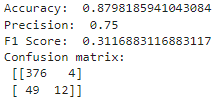 Accuracy:  0.8798185941043084
Precision:  0.75
F1 Score:  0.3116883116883117
Confusion matrix:
 [[376   4]
 [ 49  12]]